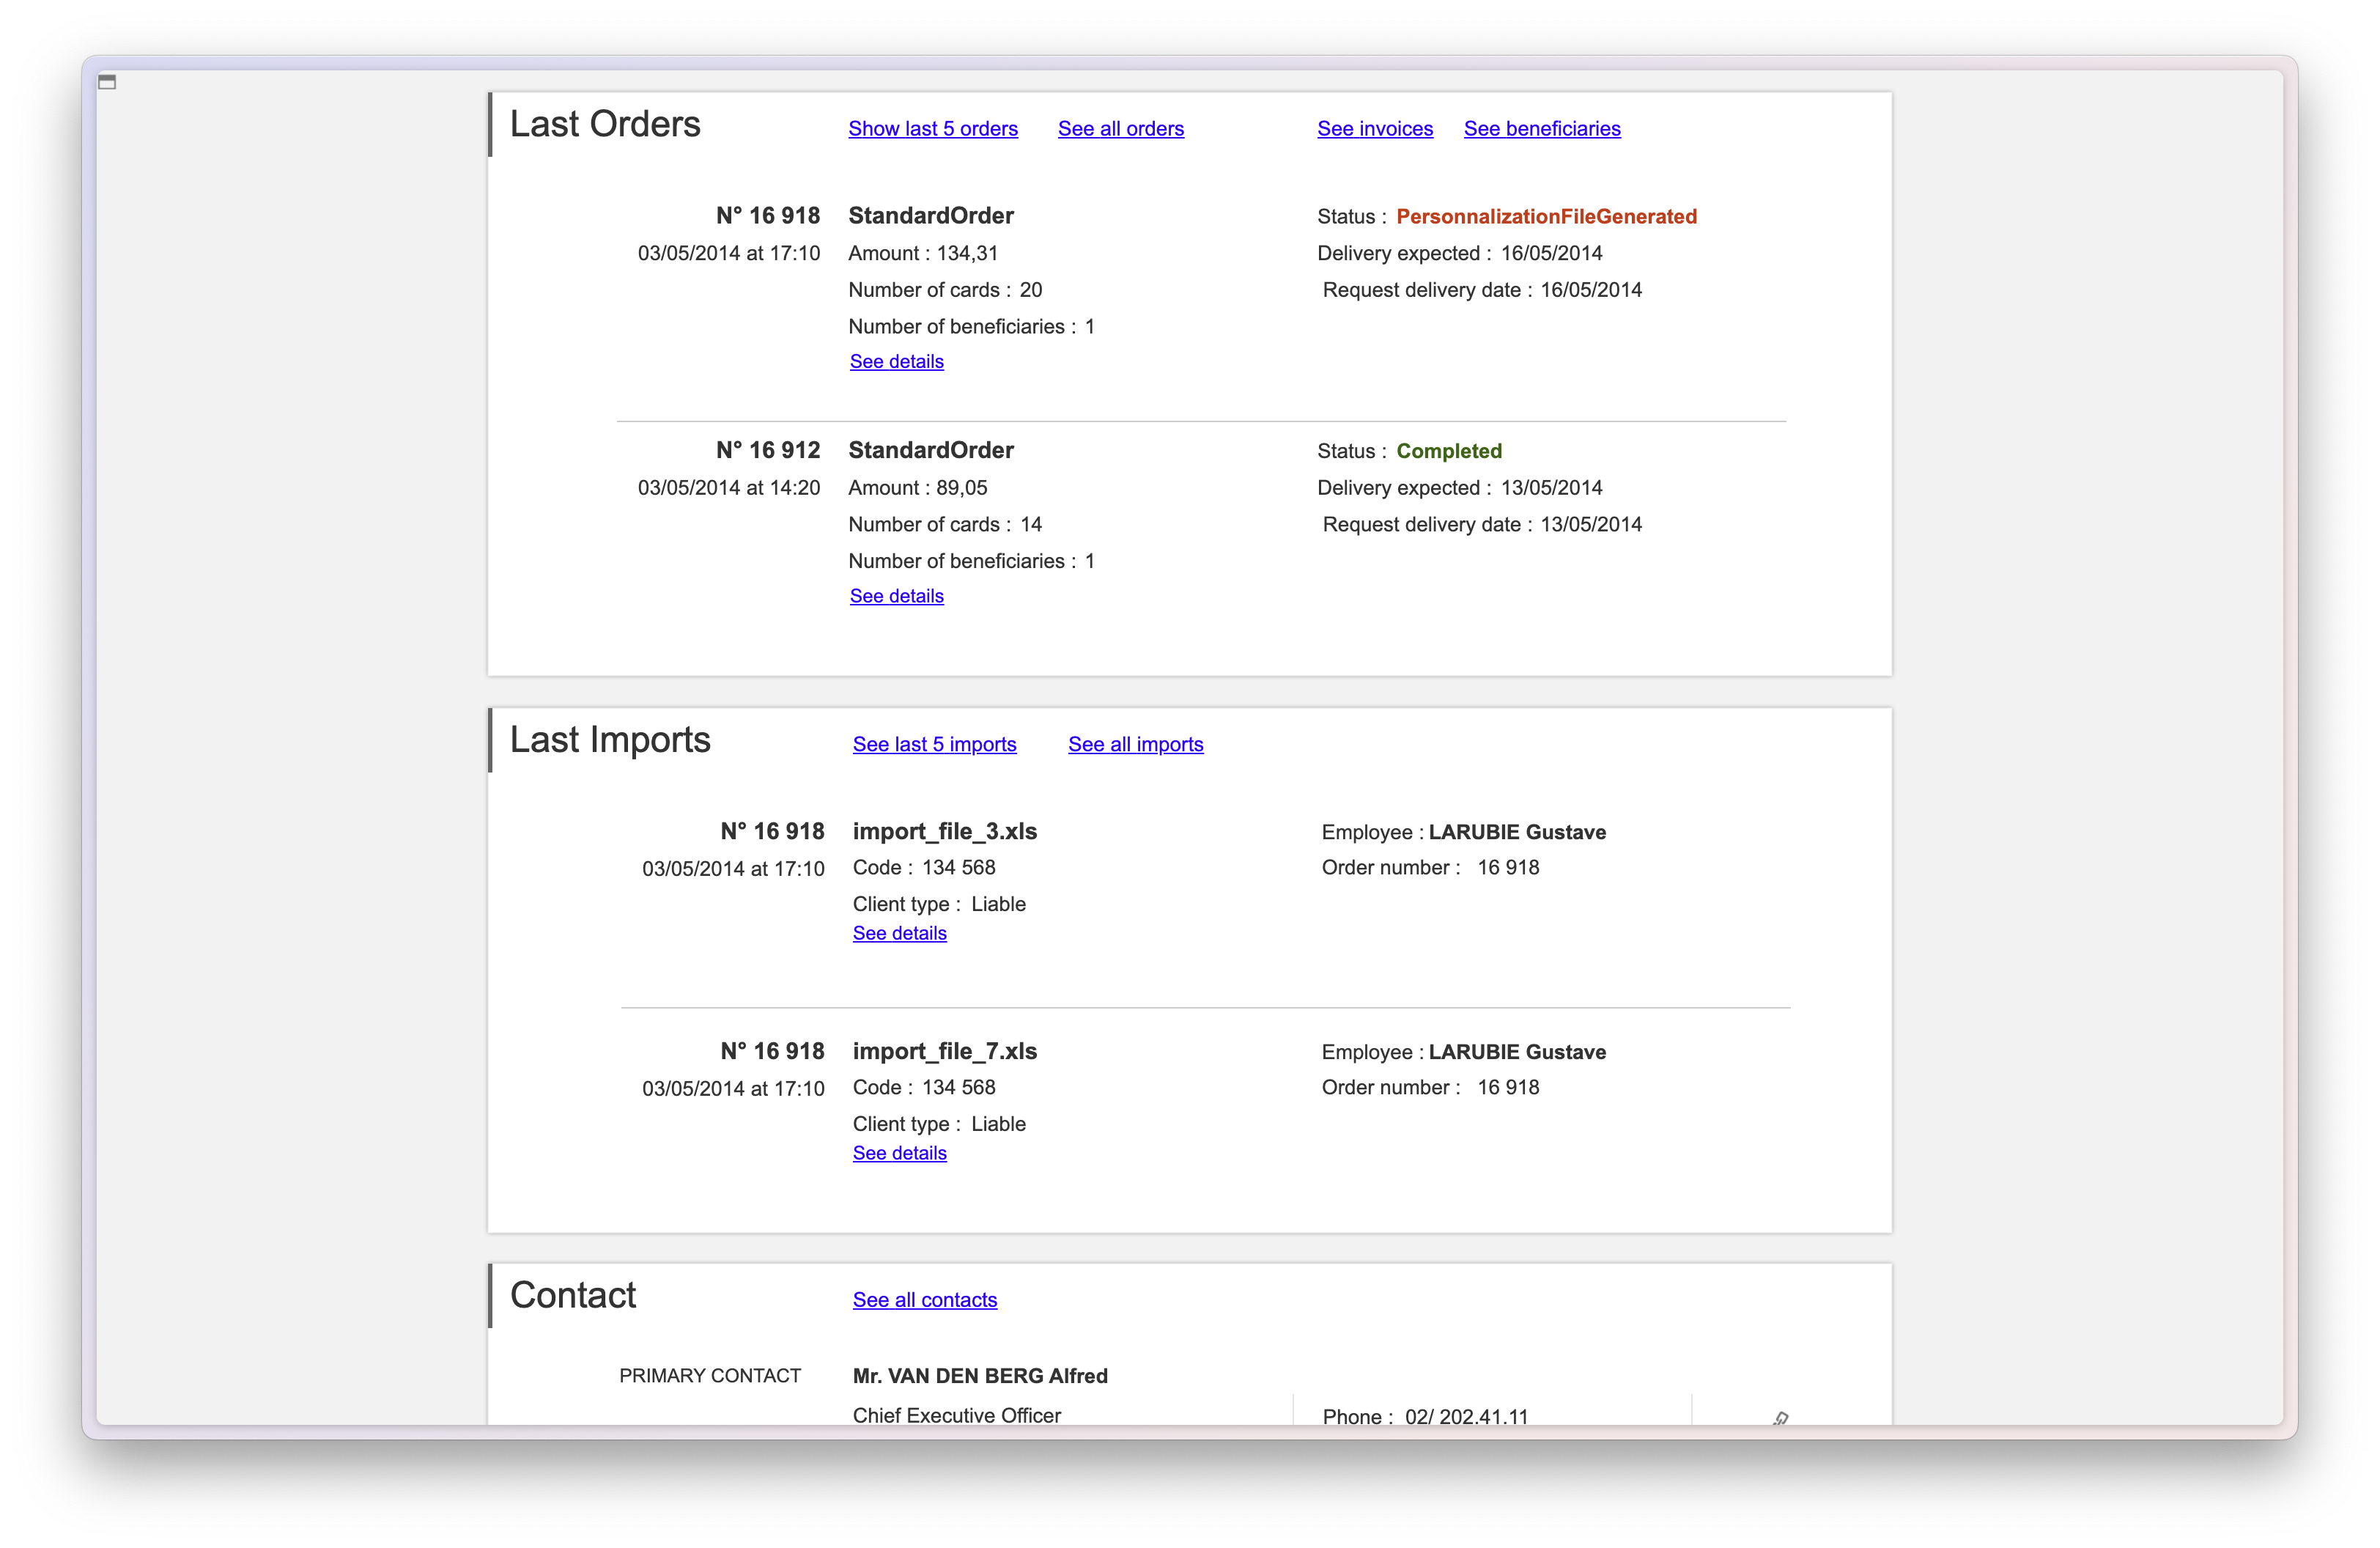 Last Orders Show last 5 orders See all orders See invoices See beneficiaries
N° 16 918 StandardOrder Status : PersonnalizationFileGenerated
03/05/2014 at 17:10 Amount : 134,31 Delivery expected : 16/05/2014
Number of cards : 20 Request delivery date : 16/05/2014
Number of beneficiaries : 1
See details
N° 16 912 StandardOrder Status : Completed
03/05/2014 at 14:20 Amount : 89,05 Delivery expected : 13/05/2014
Number of cards : 14 Request delivery date : 13/05/2014
Number of beneficiaries : 1
See details
Last Imports See last 5 imports See all imports
N° 16 918 import_file_3.xls Employee : LARUBIE Gustave
03/05/2014 at 17:10 Code : 134 568 Order number : 16 918
Client type : Liable
See details
N° 16 918 import_file_7.xls Employee : LARUBIE Gustave
03/05/2014 at 17:10 Code : 134 568 Order number : 16 918
Client type : Liable
See details
Contact See all contacts
PRIMARY CONTACT Mr. VAN DEN BERG Alfred
Chief Executive Officer Phone : 02/ 202.41.11